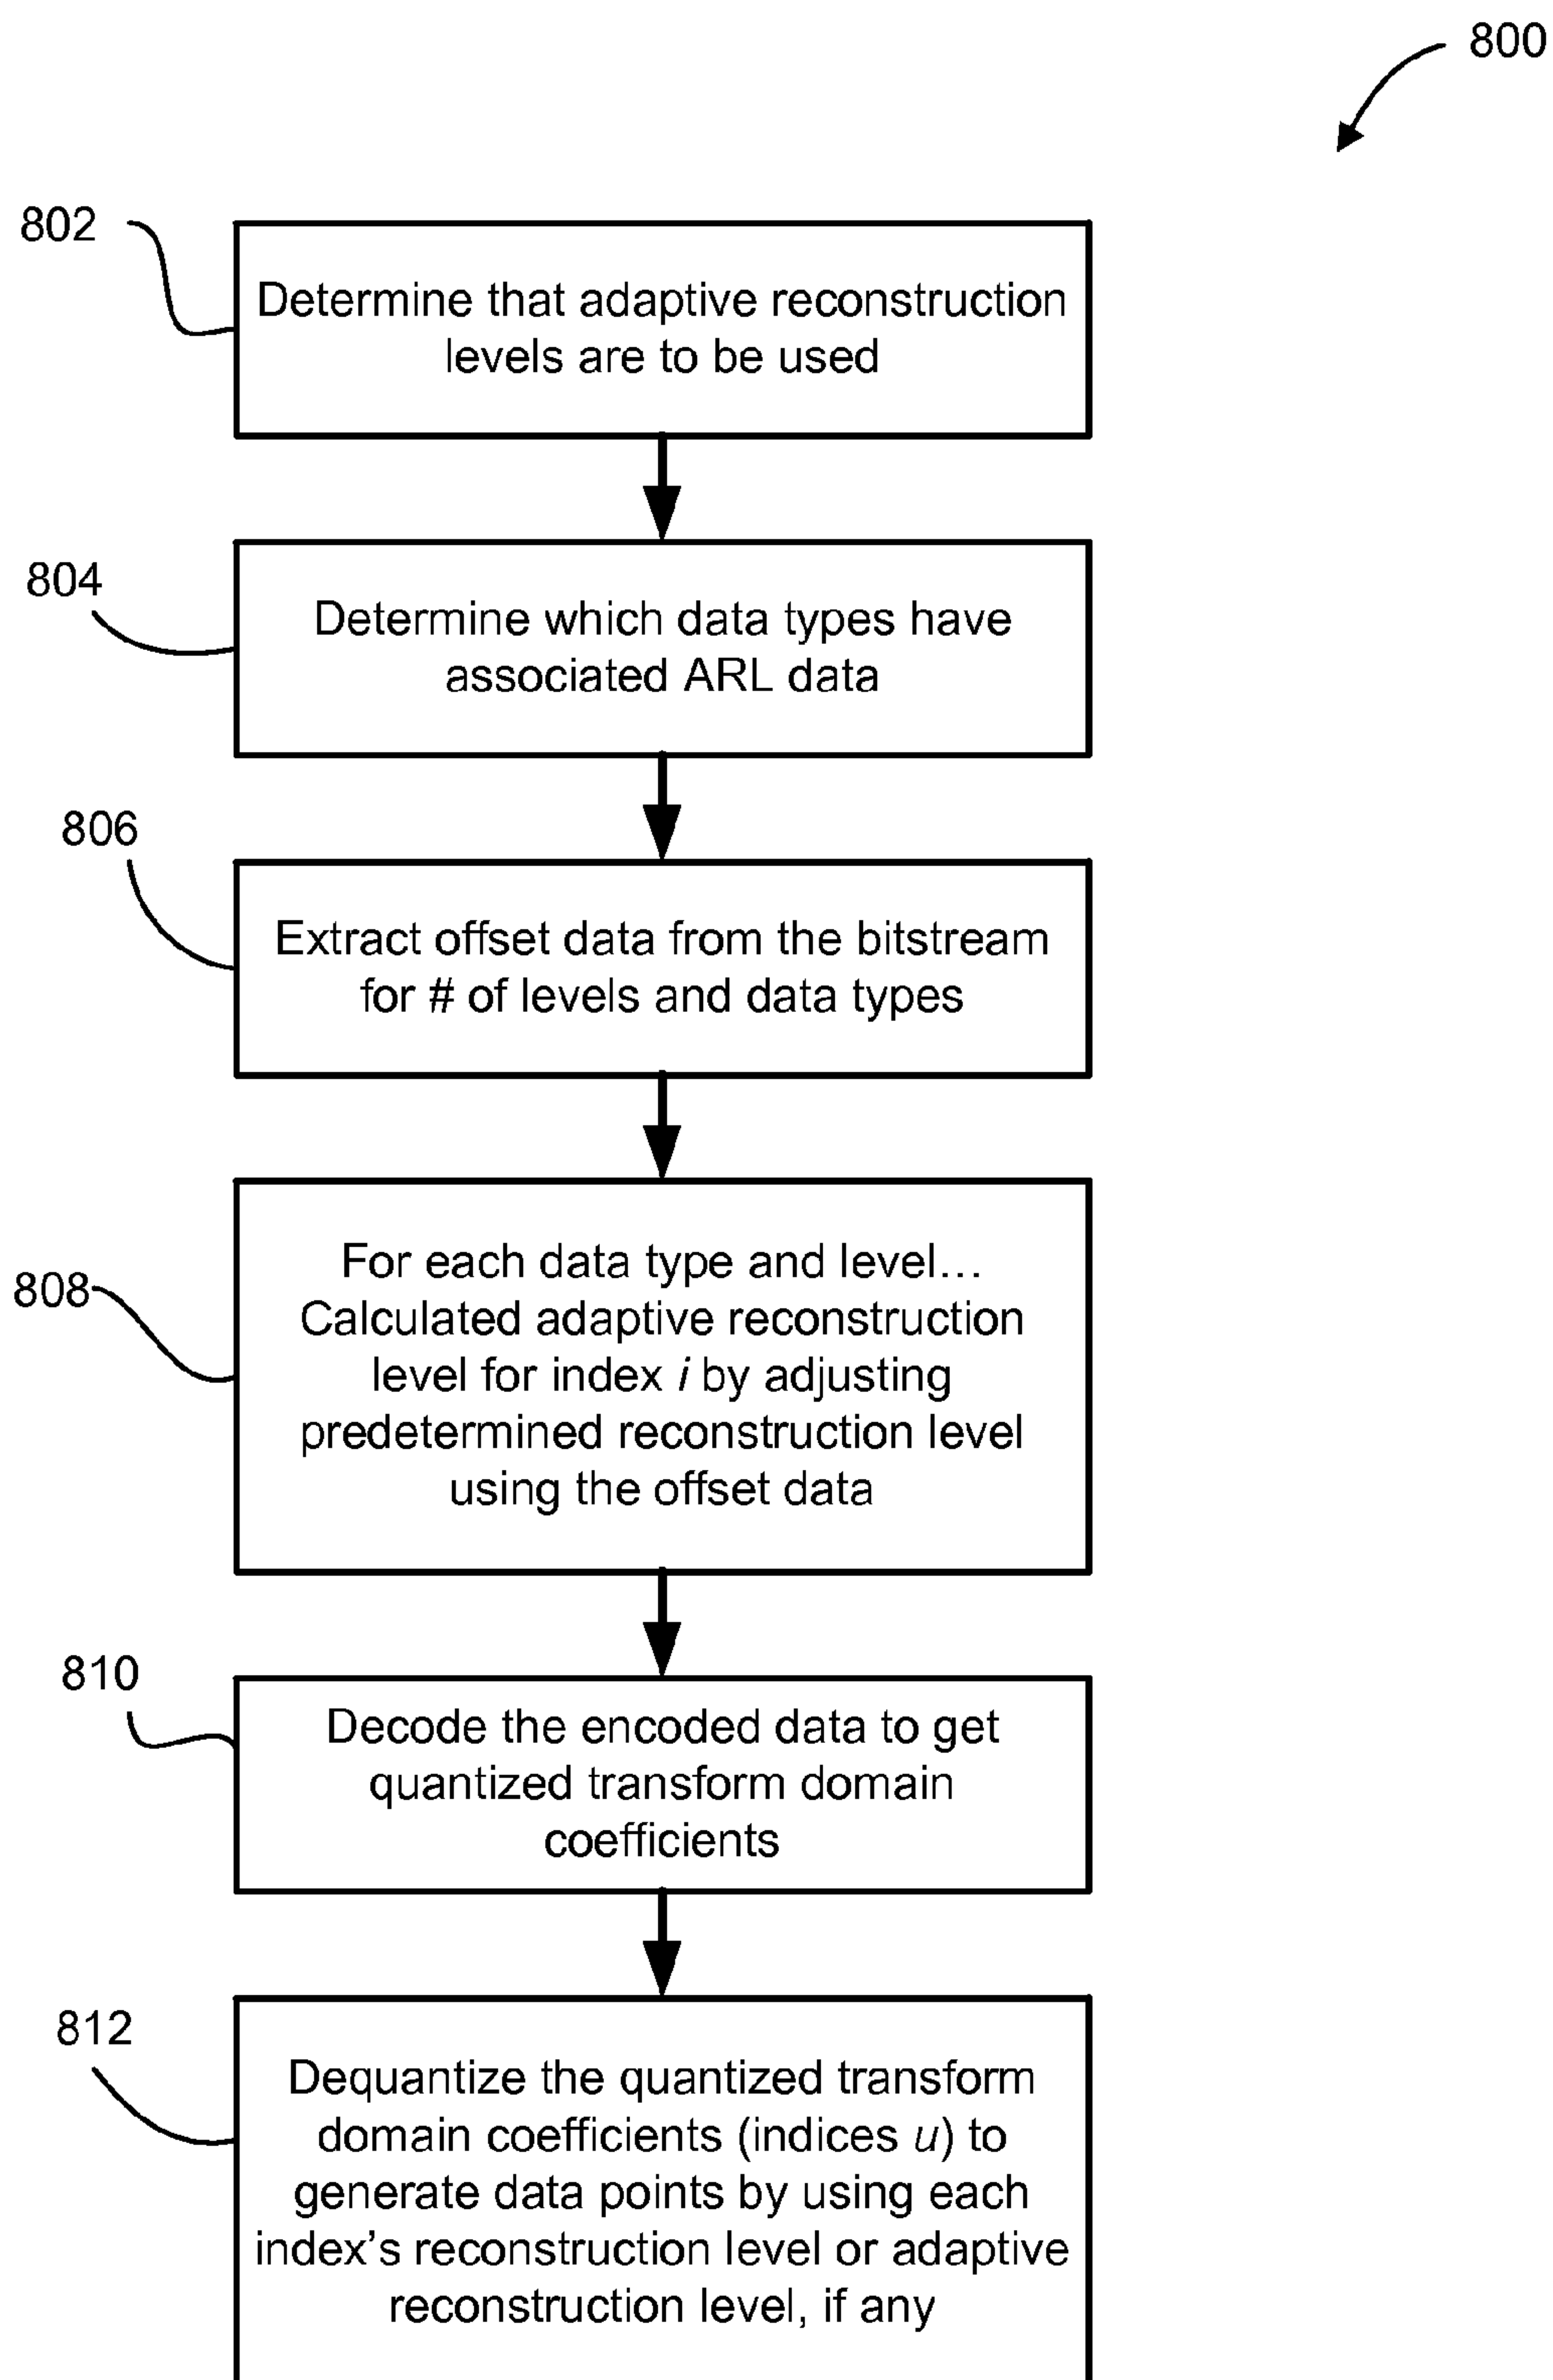 800
802
Determine that adaptive reconstruction
levels are to be used
804
Determine which data types have
associated ARL data
806
Extract offset data from the bitstream
for # of levels and data types
808
For each data type and level…
Calculated adaptive reconstruction
level for index i by adjusting
predetermined reconstruction level
using the offset data
810
Decode the encoded data to get
quantized transform domain
coefficients
812
Dequantize the quantized transform
domain coefficients (indices u) to
generate data points by using each
index’s reconstruction level or adaptive
reconstruction level, if any